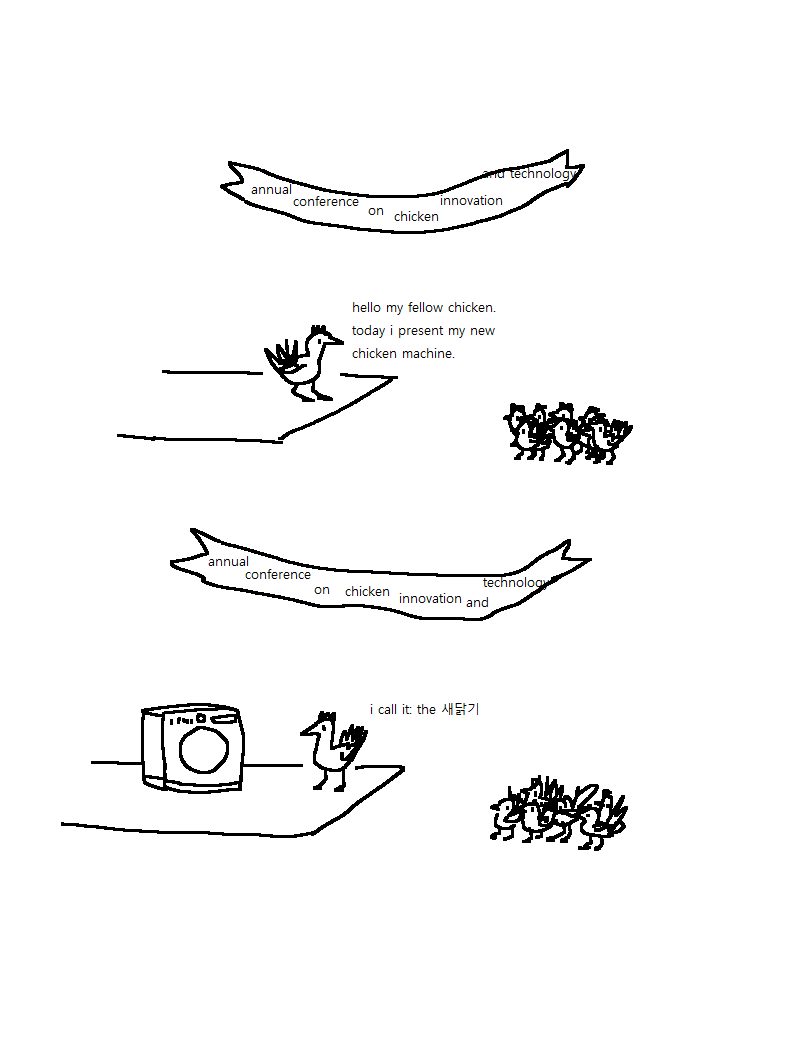 annual conference on chicken innovation and technology
hello my fellow chicken.
today i present my new
chicken machine.
annual conference on chicken innovation and technology
i call it: the 새닭기